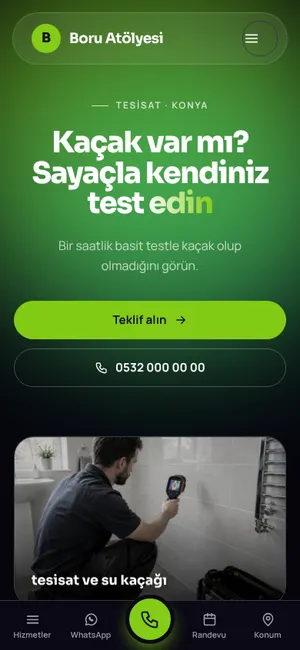 B Boru Atölyesi
TESİSAT · KONYA
Kaçak var mı?
Sayaçla kendiniz
test edin
Bir saatlik basit testle kaçak olup
olmadığını görün.
Teklif alın →
0532 000 00 00
tesisat ve su kaçağı
Hizmetler WhatsApp Randevu Konum